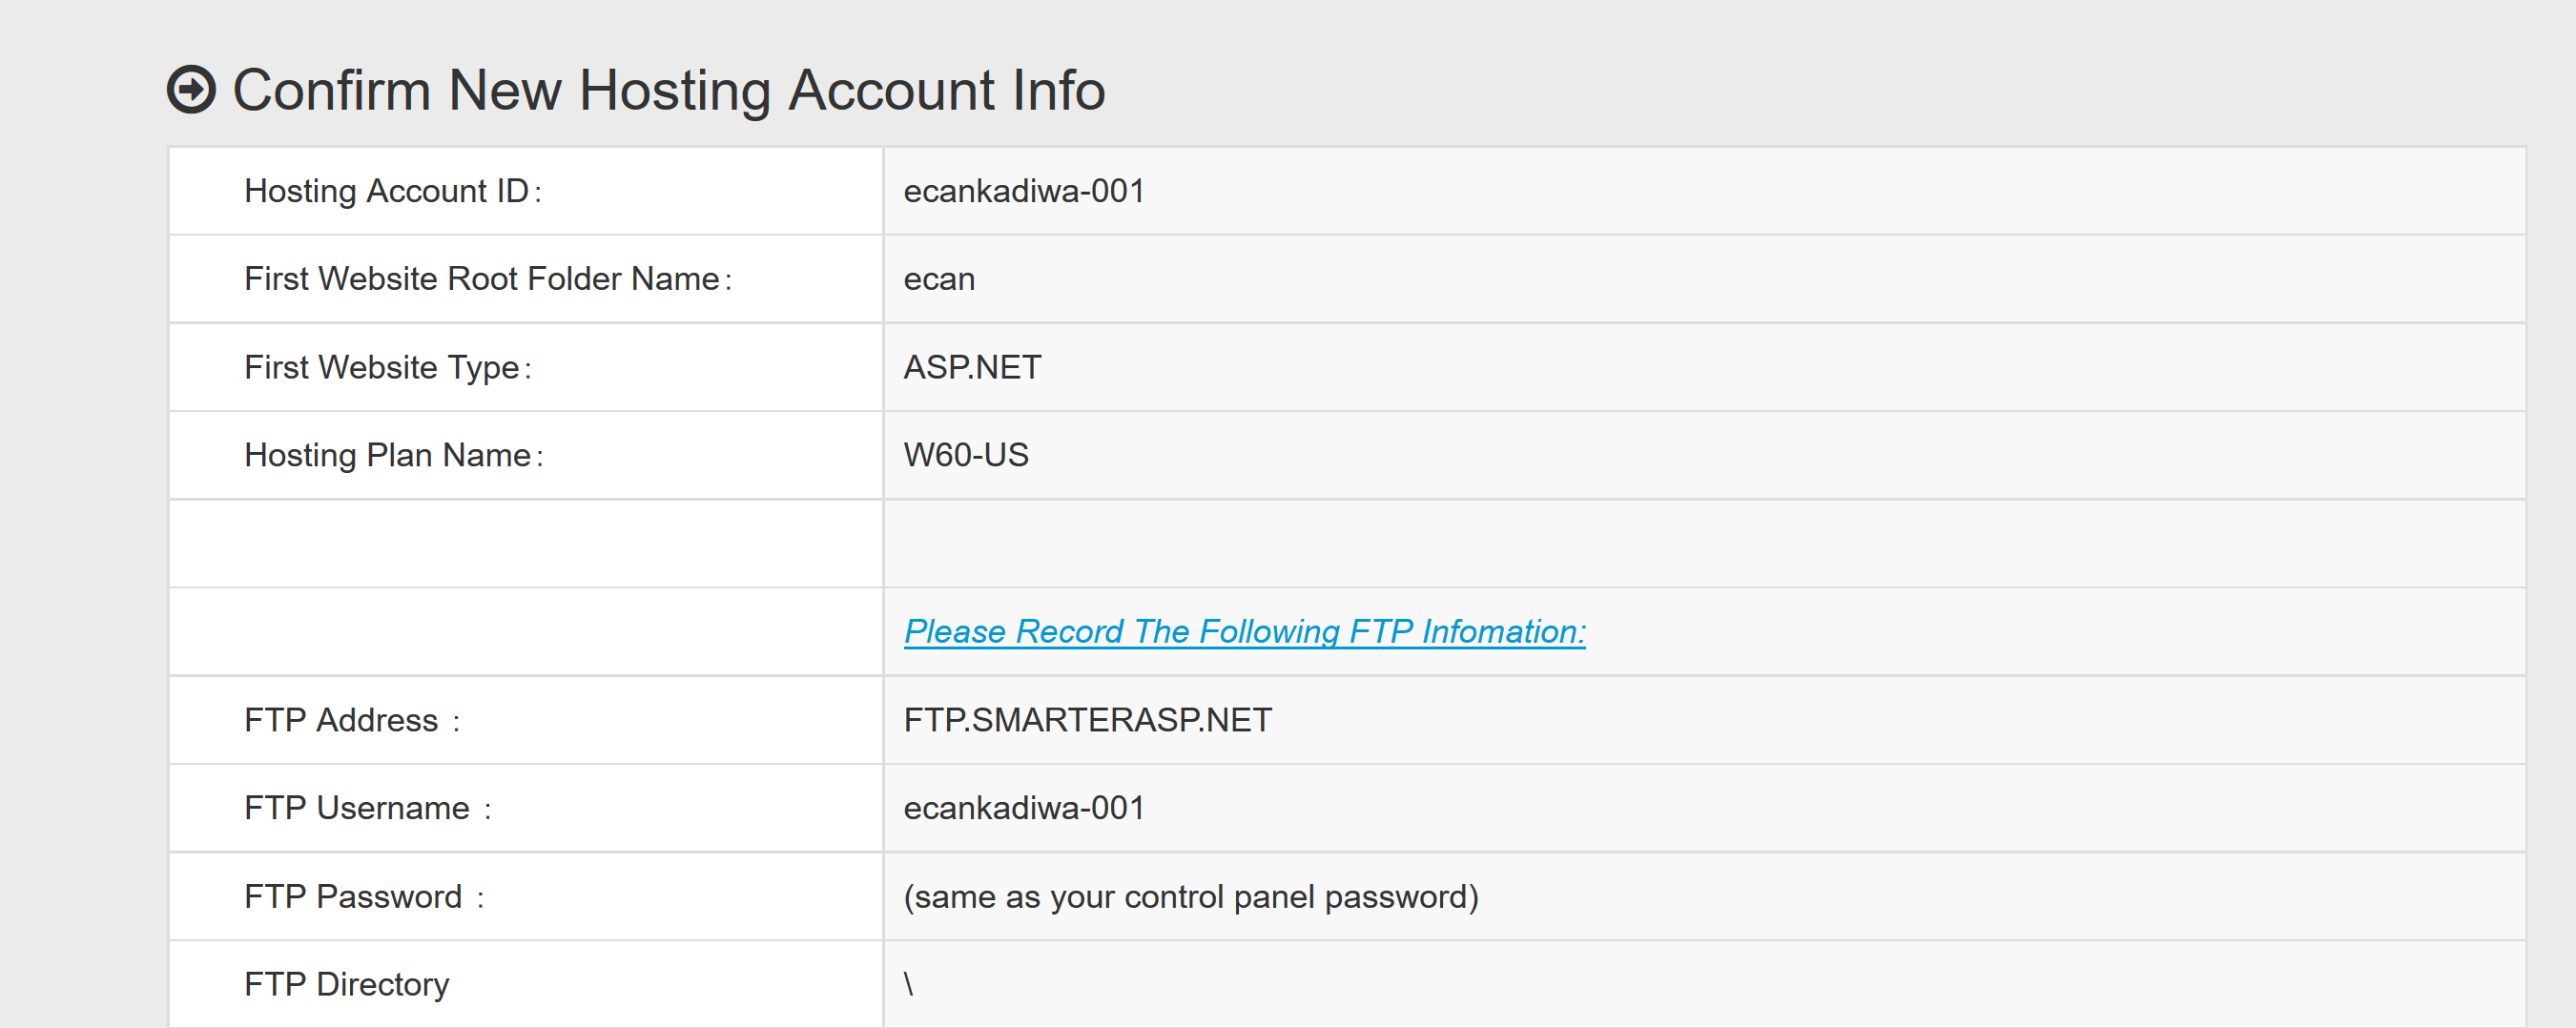 Confirm New Hosting Account Info
Hosting Account ID: ecankadiwa-001
First Website Root Folder Name: ecan
First Website Type: ASP.NET
Hosting Plan Name: W60-US
Please Record The Following FTP Infomation:
FTP Address : FTP.SMARTERASP.NET
FTP Username : ecankadiwa-001
FTP Password : (same as your control panel password)
FTP Directory \